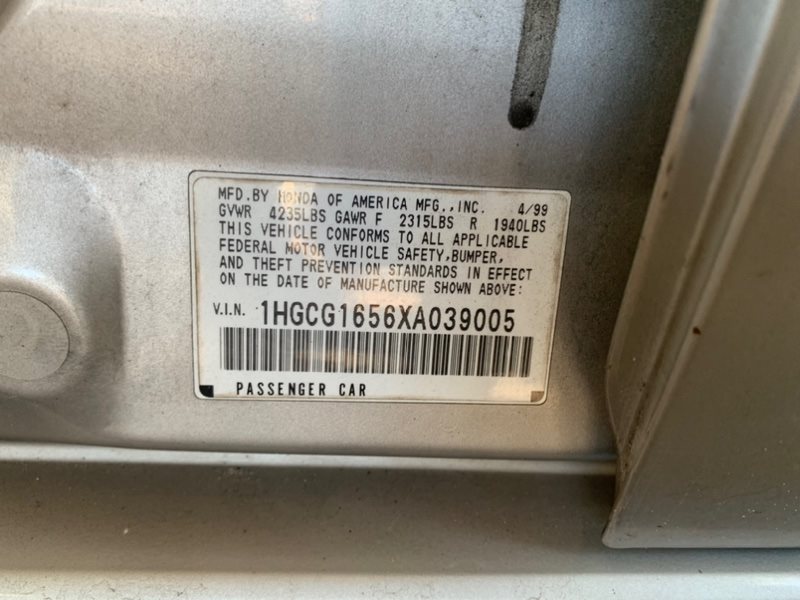 MFD.BY HONDA OF AMERICA MFG.,INC. 4/99
GVWR 4235LBS GAWR F 2315LBS R 1940LBS
THIS VEHICLE CONFORMS TO ALL APPLICABLE
FEDERAL MOTOR VEHICLE SAFETY,BUMPER,
AND THEFT PREVENTION STANDARDS IN EFFECT
ON THE DATE OF MANUFACTURE SHOWN ABOVE:
V.I.N. 1HGCG1656XA039005
PASSENGER CAR